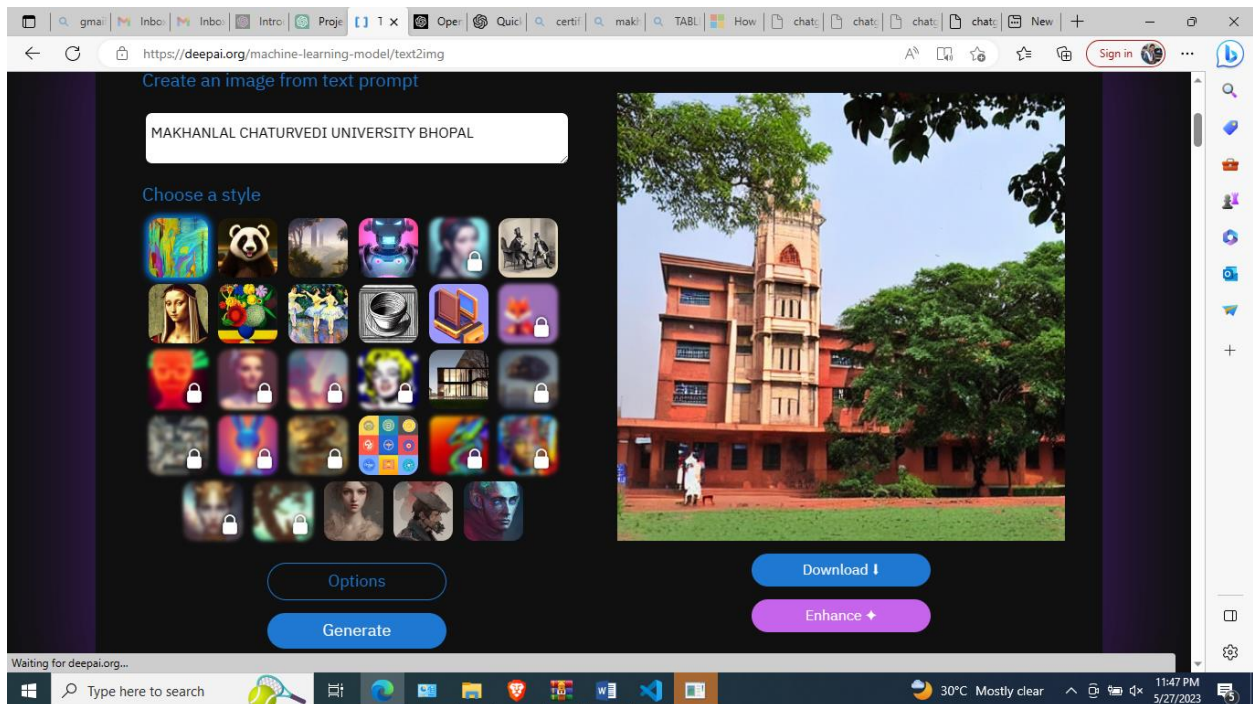 gmai
Inbo
Inbo
Intro
Proje
T
Oper
Quicl
certif
makh
TABL
How
chatg
chatg
chatg
chatg
New
https://deepai.org/machine-learning-model/text2img
Sign in
Create an image from text prompt
MAKHANLAL CHATURVEDI UNIVERSITY BHOPAL
Choose a style
Options
Generate
Download
Enhance
Waiting for deepai.org...
Type here to search
30°C Mostly clear
11:47 PM
5/27/2023
5